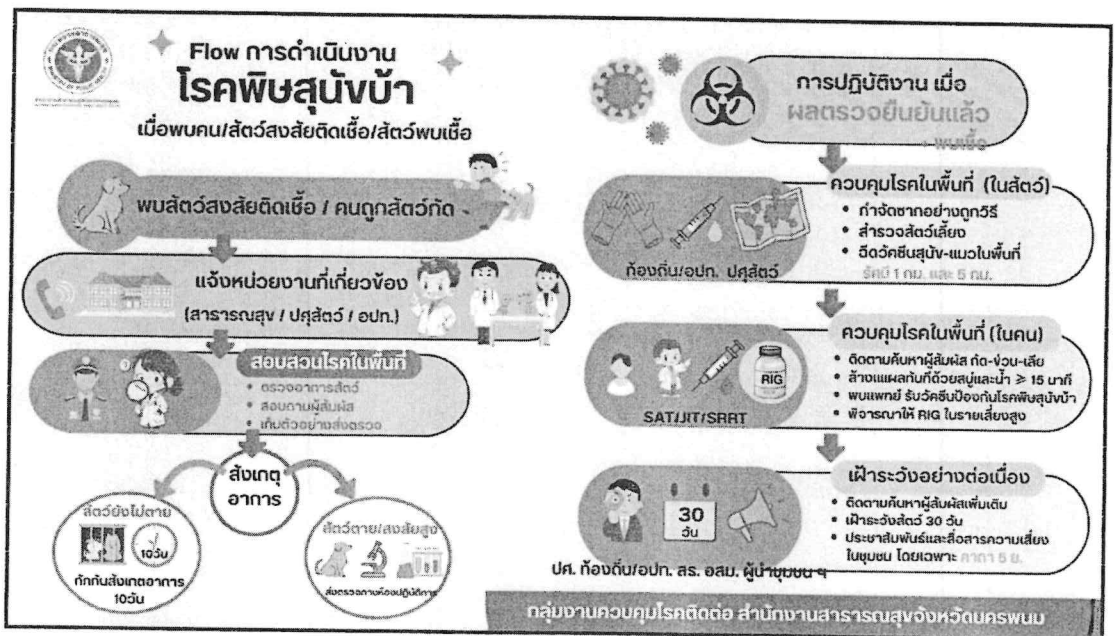 Flow การดำเนินงาน
โรคพิษสุนัขบ้า
เมื่อพบคน/สัตว์สงสัยติดเชื้อ/สัตว์พบเชื้อ
พบสัตว์สงสัยติดเชื้อ / คนถูกสัตว์กัด
แจ้งหน่วยงานที่เกี่ยวข้อง
(สาธารณสุข / ปศุสัตว์ / อปท.)
สอบสวนโรคในพื้นที่
• ตรวจอาการสัตว์
• สอบถามผู้สัมผัส
• เก็บตัวอย่างส่งตรวจ
สังเกตุ
อาการ
สัตว์ยังไม่ตาย
10วัน
กักกันสังเกตอาการ
10วัน
สัตว์ตาย/สงสัยสูง
ส่งตรวจทางห้องปฏิบัติการ
การปฏิบัติงาน เมื่อ
ผลตรวจยืนยันแล้ว
พบเชื้อ
ควบคุมโรคในพื้นที่ (ในสัตว์)
• กำจัดซากอย่างถูกวิธี
• สำรวจสัตว์เลี้ยง
• ฉีดวัคซีนสุนัข-แมวในพื้นที่
รัศมี 1 กม. และ 5 กม.
ท้องถิ่น/อปท. ปศุสัตว์
ควบคุมโรคในพื้นที่ (ในคน)
• ติดตามค้นหาผู้สัมผัส กัด-ข่วน-เลีย
• ล้างแผลทันทีด้วยสบู่และน้ำ ≥ 15 นาที
• พบแพทย์ รับวัคซีนป้องกันโรคพิษสุนัขบ้า
• พิจารณาให้ RIG ในรายเสี่ยงสูง
RIG
SAT/JIT/SRRT
เฝ้าระวังอย่างต่อเนื่อง
• ติดตามค้นหาผู้สัมผัสเพิ่มเติม
• เฝ้าระวังสัตว์ 30 วัน
• ประชาสัมพันธ์และสื่อสารความเสี่ยง
ในชุมชน โดยเฉพาะ คาถา 5 ย.
30
วัน
ปศ. ท้องถิ่น/อปท. สธ. อสม. ผู้นำชุมชน ฯ
กลุ่มงานควบคุมโรคติดต่อ สำนักงานสาธารณสุขจังหวัดนครพนม